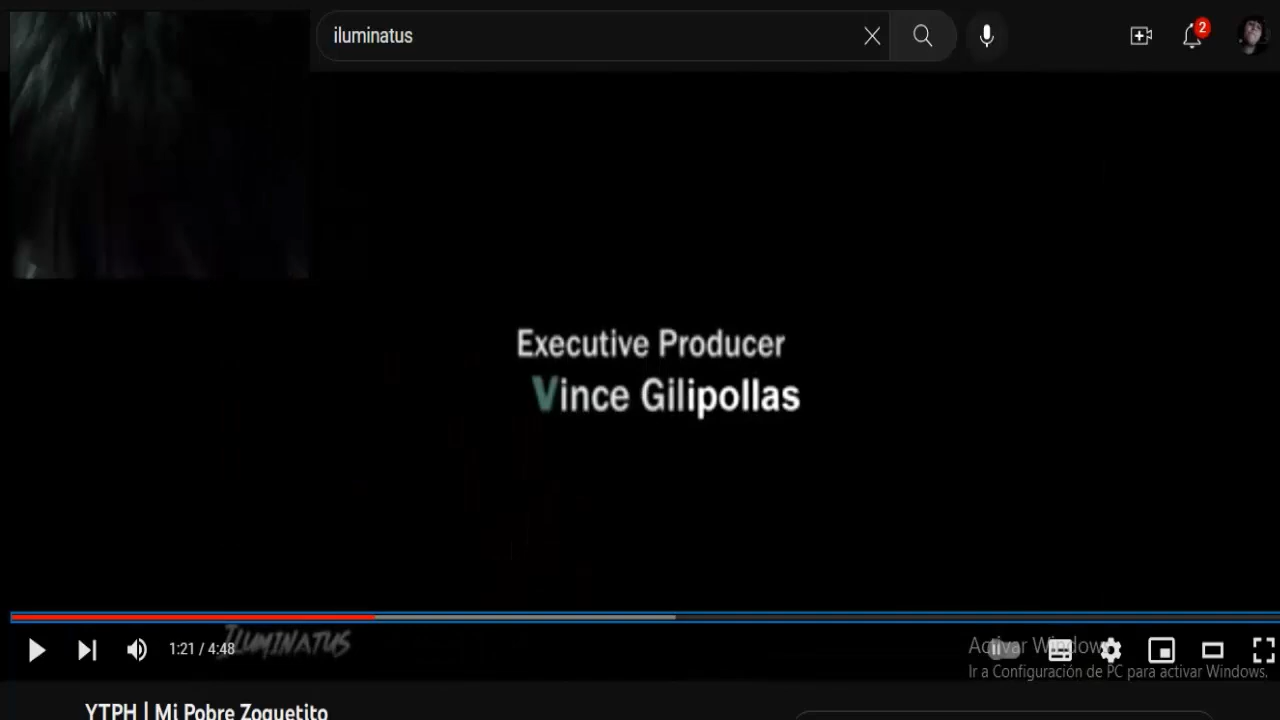 iluminatus
2
Executive Producer
Vince Gilipollas
1:21 / 4:48
ILUMINATUS
Activar Windows
Ir a Configuración de PC para activar Windows.
YTPH | Mi Pobre Zoquetito